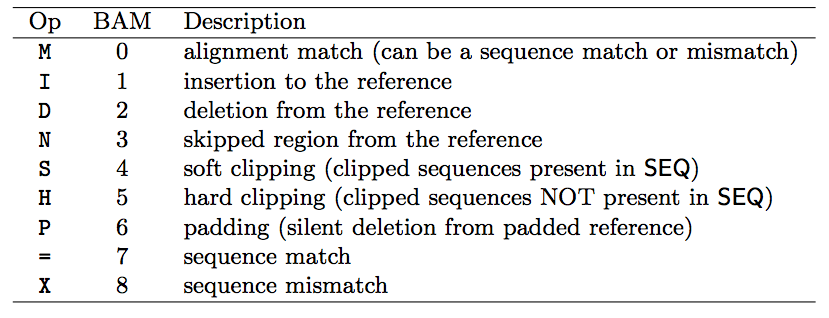 Op BAM Description
M 0 alignment match (can be a sequence match or mismatch)
I 1 insertion to the reference
D 2 deletion from the reference
N 3 skipped region from the reference
S 4 soft clipping (clipped sequences present in SEQ)
H 5 hard clipping (clipped sequences NOT present in SEQ)
P 6 padding (silent deletion from padded reference)
= 7 sequence match
X 8 sequence mismatch